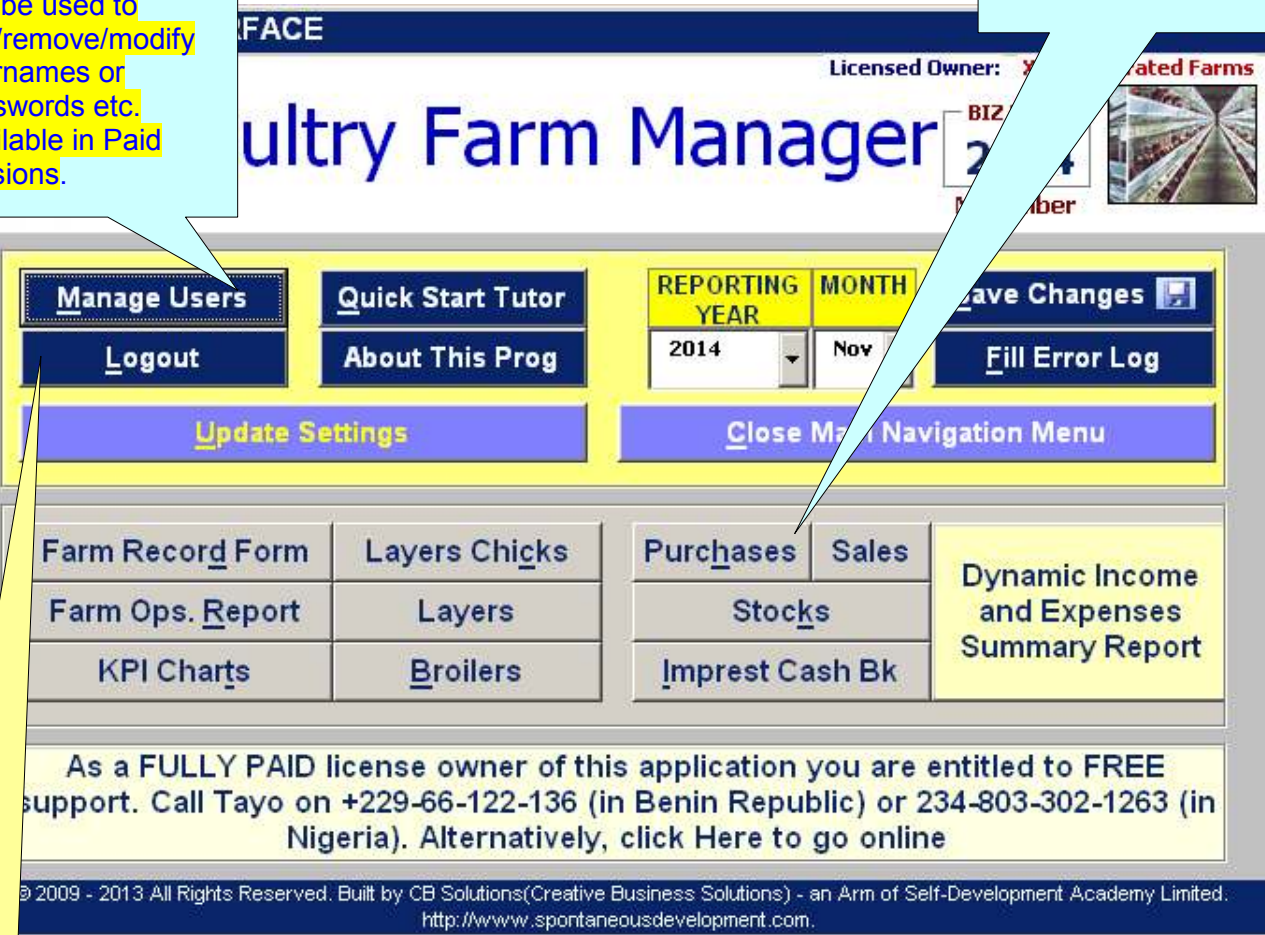 be used to
/remove/modify
rnames or
swords etc.
lable in Paid
sions.
RFACE
Licensed Owner: X rated Farms
ultry Farm Manager
BIZ
2 4
N ber
Manage Users
Quick Start Tutor
REPORTING YEAR
MONTH
ave Changes
Logout
About This Prog
2014
Nov
Fill Error Log
Update Settings
Close Ma Navigation Menu
Farm Record Form
Layers Chicks
Purchases
Sales
Dynamic Income
and Expenses
Summary Report
Farm Ops. Report
Layers
Stocks
KPI Charts
Broilers
Imprest Cash Bk
As a FULLY PAID license owner of this application you are entitled to FREE
support. Call Tayo on +229-66-122-136 (in Benin Republic) or 234-803-302-1263 (in
Nigeria). Alternatively, click Here to go online
© 2009 - 2013 All Rights Reserved. Built by CB Solutions(Creative Business Solutions) - an Arm of Self-Development Academy Limited.
http://www.spontaneousdevelopment.com.